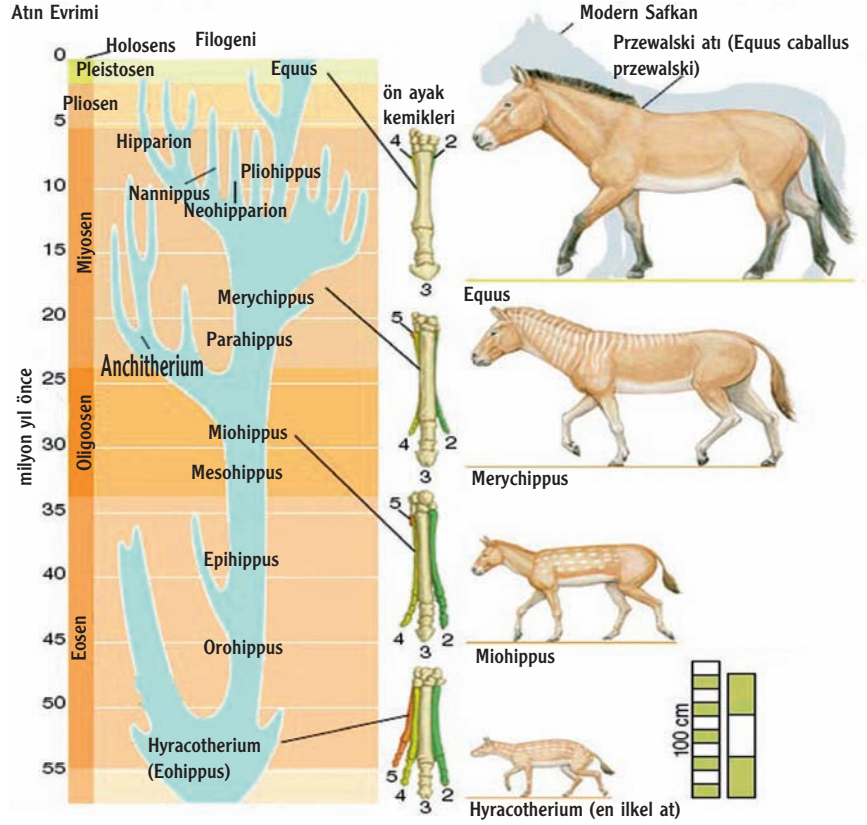 Atın Evrimi
Filogeni
Holosens
Pleistosen
Pliosen
Miyosen
Oligoosen
Eosen
milyon yıl önce
0
5
10
15
20
25
30
35
40
45
50
55
Equus
Hipparion
Pliohippus
Nannippus
Neohipparion
Merychippus
Parahippus
Anchitherium
Miohippus
Mesohippus
Epihippus
Orohippus
Hyracotherium
(Eohippus)
ön ayak
kemikleri
4 2
3
5
4 2
3
5
4 2
3
5
4 2
3
Modern Safkan
Przewalski atı (Equus caballus
przewalski)
Equus
Merychippus
Miohippus
Hyracotherium (en ilkel at)
100 cm